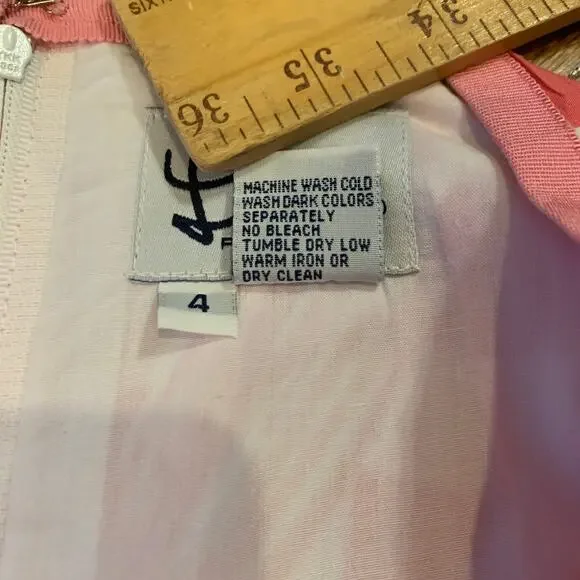 SIXT
34
35
36
MACHINE WASH COLD
WASH DARK COLORS
SEPARATELY
NO BLEACH
TUMBLE DRY LOW
WARM IRON OR
DRY CLEAN
4